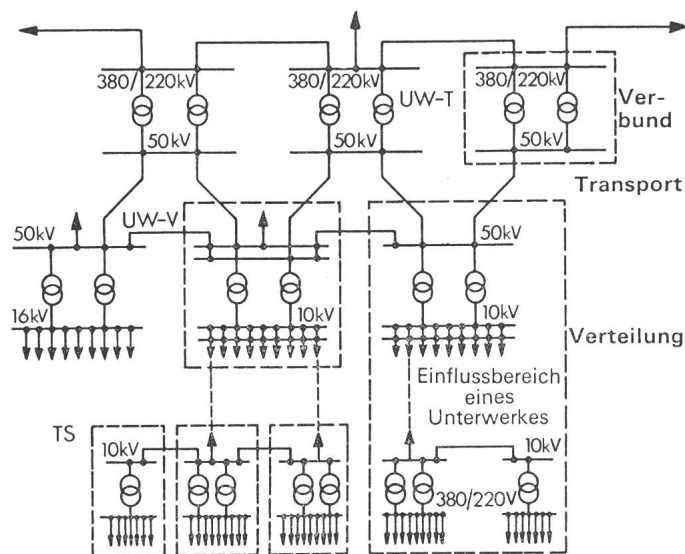 380/220kV
380/220kV
380/220kV
UW-T
Ver-
bund
50kV
50kV
50kV
Transport
UW-V
50kV
50kV
16kV
10kV
10kV
Verteilung
Einflussbereich
eines
Unterwerkes
TS
10kV
10kV
380/220V